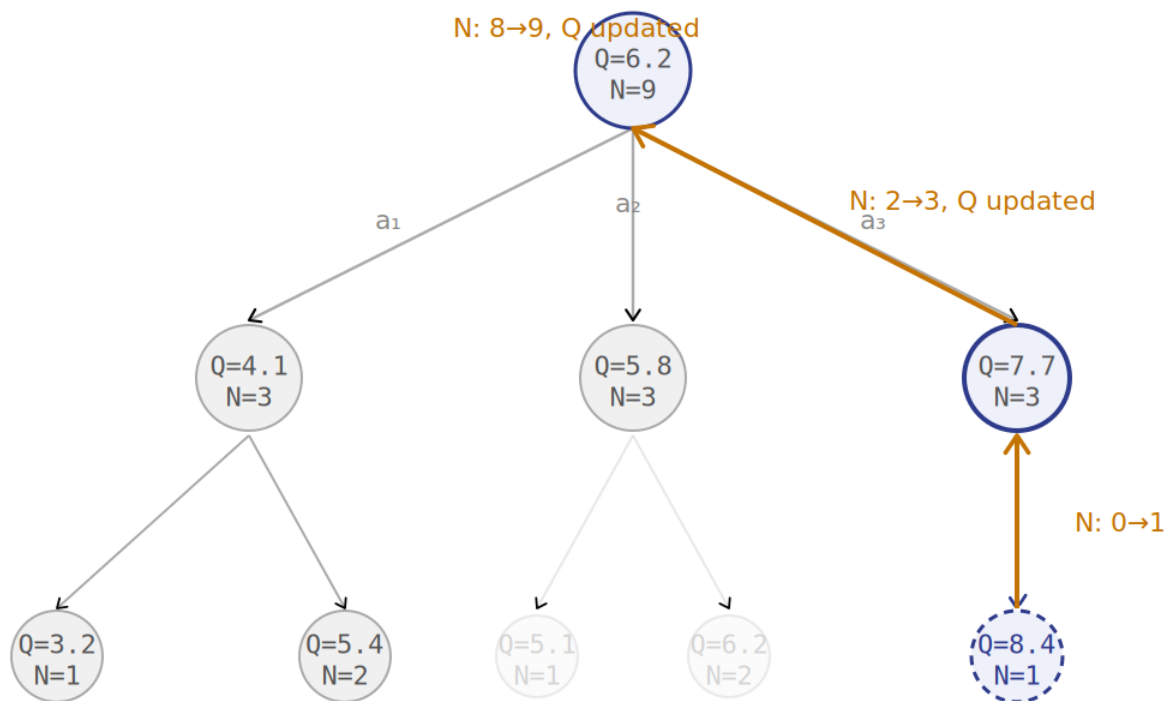 N: 8→9, Q updated
Q=6.2
N=9
N: 2→3, Q updated
a₁
a₂
a₃
Q=4.1
N=3
Q=5.8
N=3
Q=7.7
N=3
N: 0→1
Q=3.2
N=1
Q=5.4
N=2
Q=5.1
N=1
Q=6.2
N=2
Q=8.4
N=1